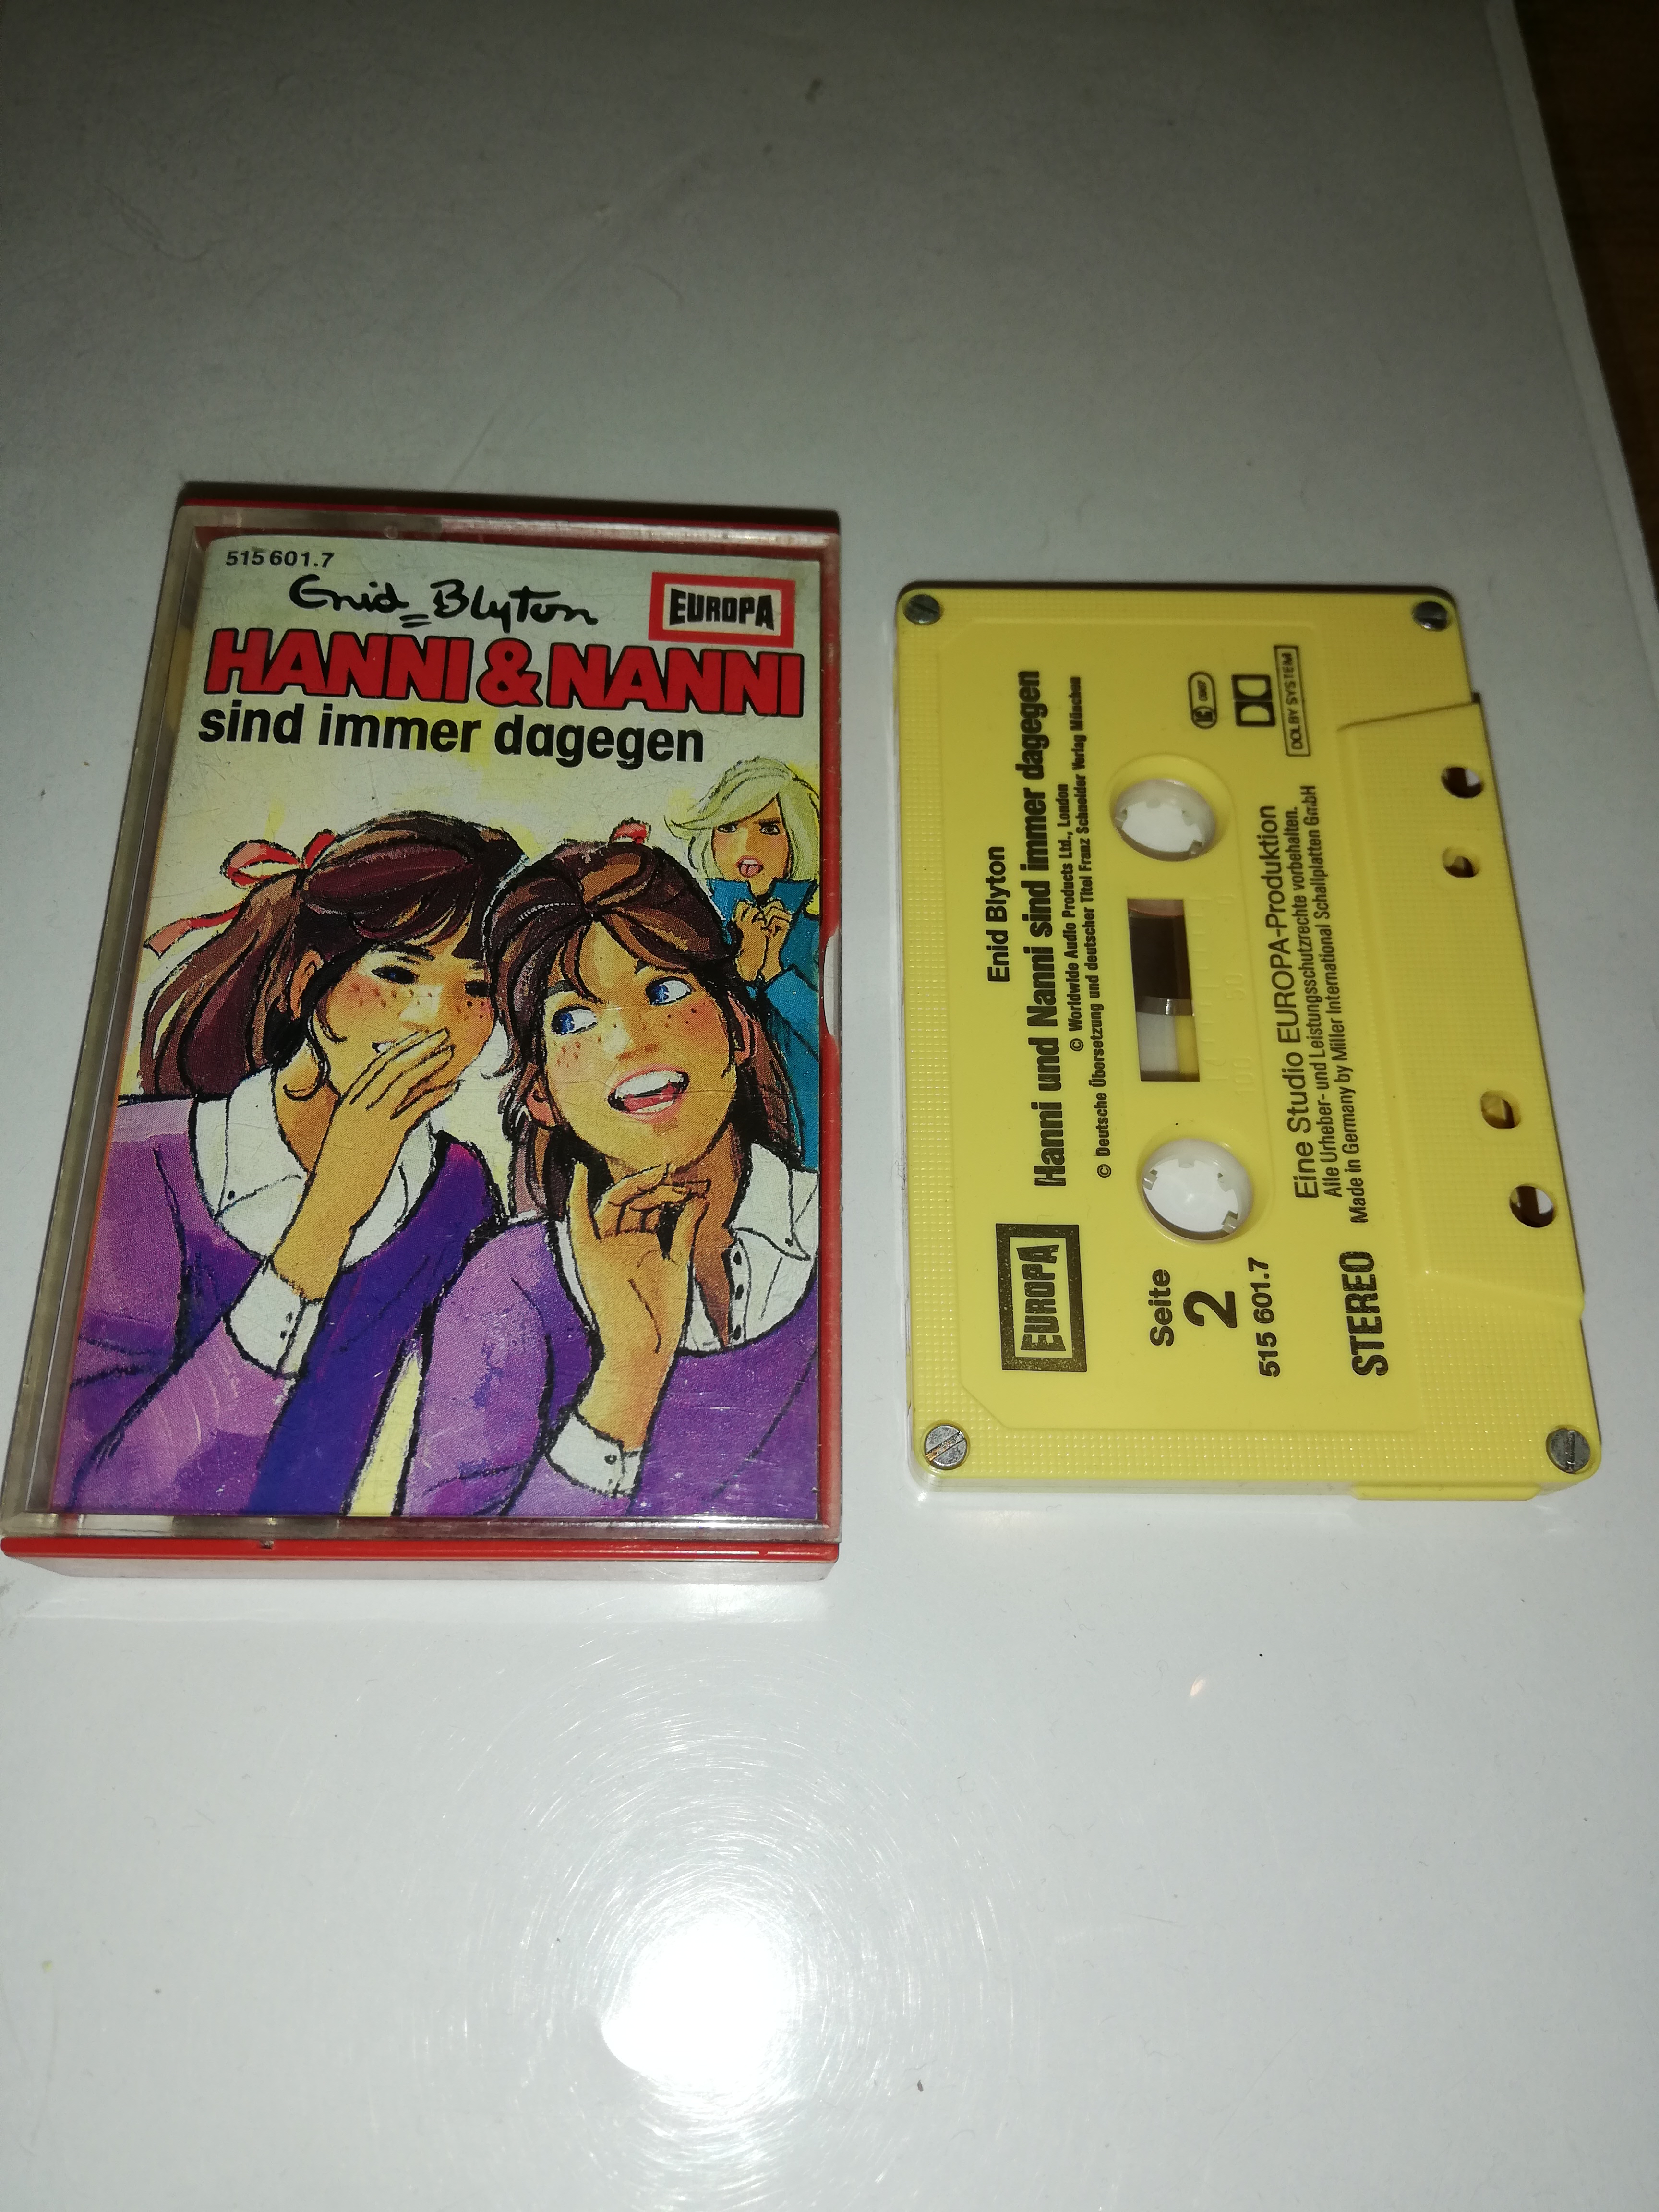 515 601.7
Enid Blyton
EUROPA
HANNI & NANNI
sind immer dagegen
Enid Blyton
Hanni und Nanni sind immer dagegen
© Worldwide Audio Products Ltd., London
© Deutsche Übersetzung und deutscher Titel Franz Schneider Verlag München
EUROPA
Seite
2
515 601.7
STEREO
DOLBY SYSTEM
Eine Studio EUROPA-Produktion
Alle Urheber- und Leistungsschutzrechte vorbehalten.
Made in Germany by Miller International Schallplatten GmbH